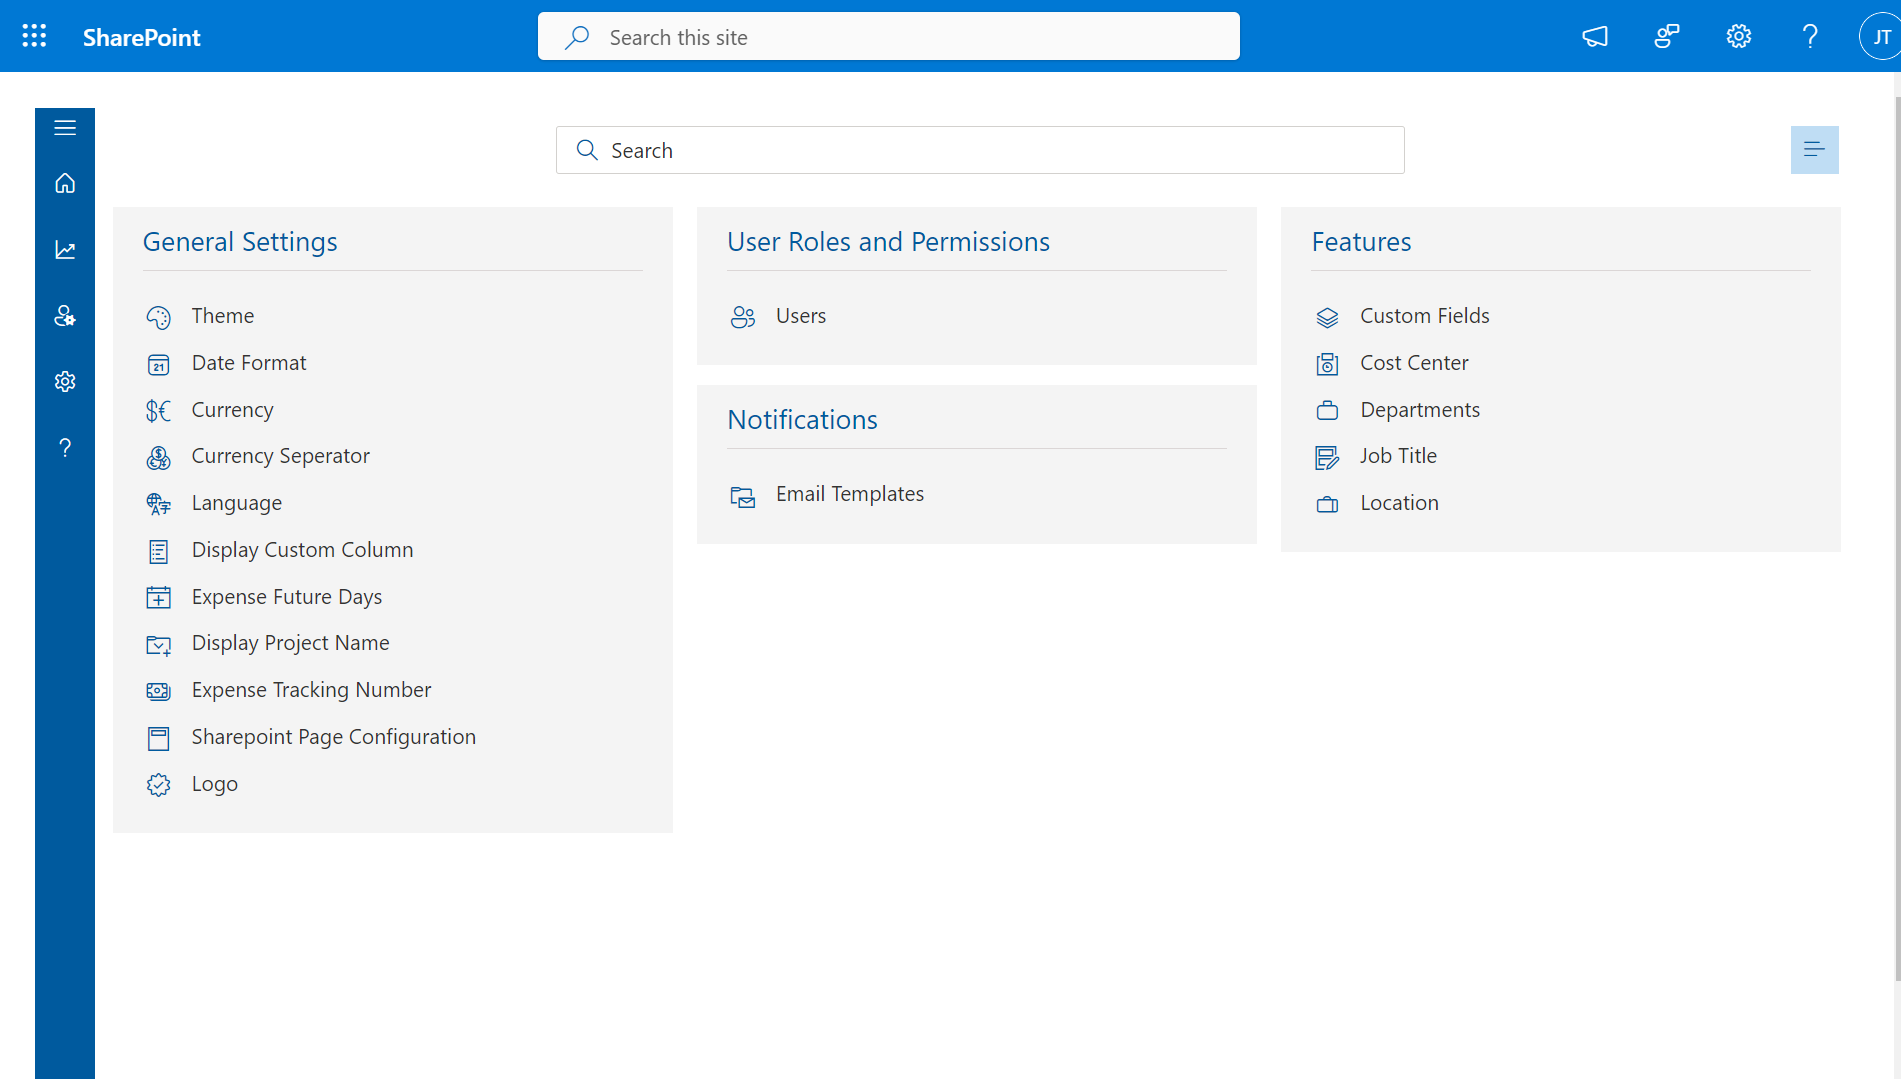 SharePoint
Search this site
JT
Search
General Settings
Theme
21
Date Format
Currency
Currency Seperator
Language
Display Custom Column
Expense Future Days
Display Project Name
Expense Tracking Number
Sharepoint Page Configuration
Logo
User Roles and Permissions
Users
Notifications
Email Templates
Features
Custom Fields
Cost Center
Departments
Job Title
Location